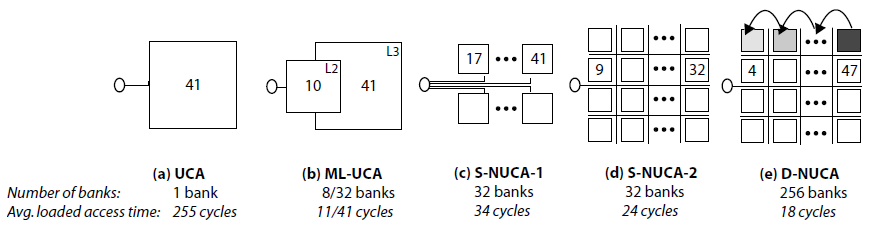 41
L2
L3
10
41
17 ••• 41
•••
•••
9 ••• 32
•••
•••
•••
4 ••• 47
•••
•••
(a) UCA
(b) ML-UCA
(c) S-NUCA-1
(d) S-NUCA-2
(e) D-NUCA
Number of banks: 1 bank 8/32 banks 32 banks 32 banks 256 banks
Avg. loaded access time: 255 cycles 11/41 cycles 34 cycles 24 cycles 18 cycles